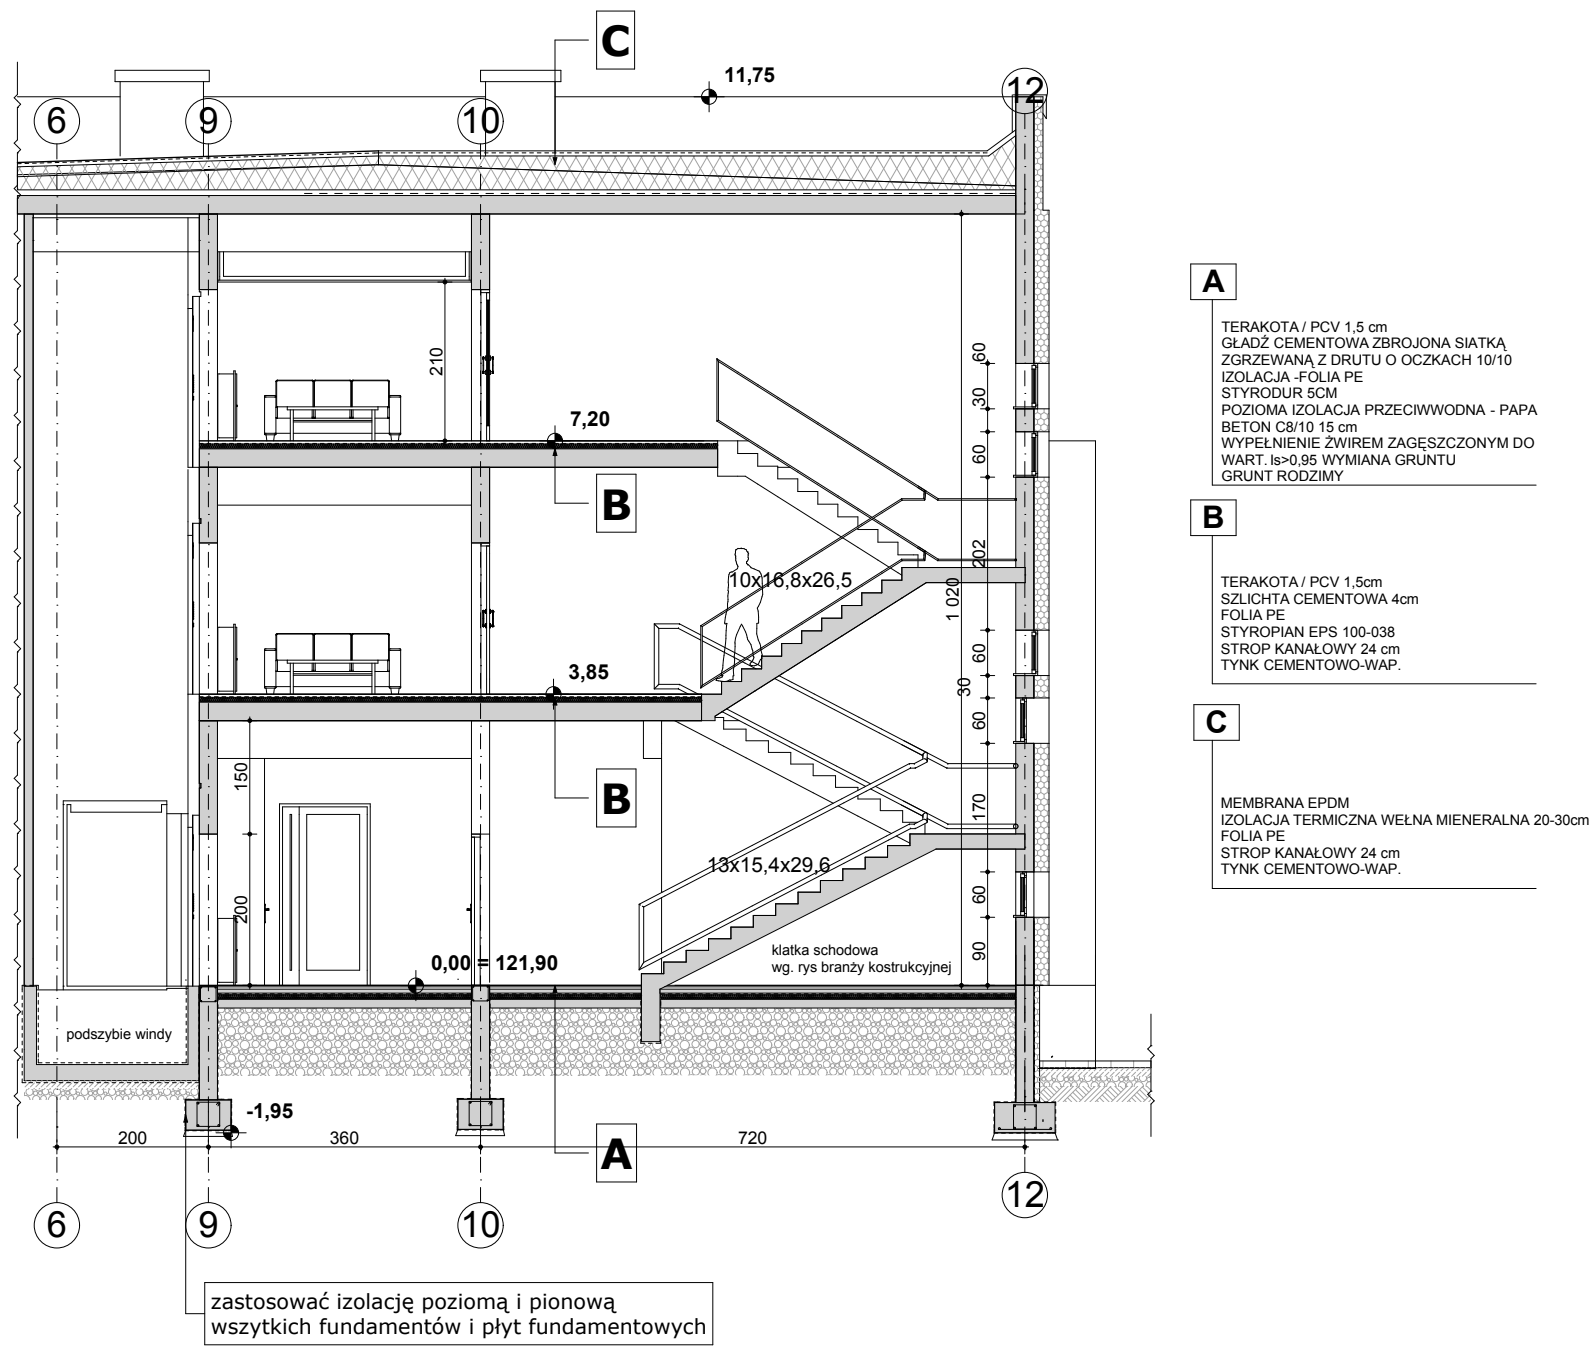 C
11,75
6
9
10
12
210
60
30
60
7,20
B
202
10x16,8x26,5
1 020
60
3,85
30
60
150
B
170
13x15,4x29,6
200
60
klatka schodowa
wg. rys branży kostrukcyjnej
90
0,00 = 121,90
podszybie windy
-1,95
200
360
720
A
6
9
10
12
zastosować izolację poziomą i pionową
wszytkich fundamentów i płyt fundamentowych
A
TERAKOTA / PCV 1,5 cm
GŁADŹ CEMENTOWA ZBROJONA SIATKĄ
ZGRZEWANĄ Z DRUTU O OCZKACH 10/10
IZOLACJA -FOLIA PE
STYRODUR 5CM
POZIOMA IZOLACJA PRZECIWWODNA - PAPA
BETON C8/10 15 cm
WYPEŁNIENIE ŻWIREM ZAGĘSZCZONYM DO
WART. Is>0,95 WYMIANA GRUNTU
GRUNT RODZIMY
B
TERAKOTA / PCV 1,5cm
SZLICHTA CEMENTOWA 4cm
FOLIA PE
STYROPIAN EPS 100-038
STROP KANAŁOWY 24 cm
TYNK CEMENTOWO-WAP.
C
MEMBRANA EPDM
IZOLACJA TERMICZNA WEŁNA MIENERALNA 20-30cm
FOLIA PE
STROP KANAŁOWY 24 cm
TYNK CEMENTOWO-WAP.